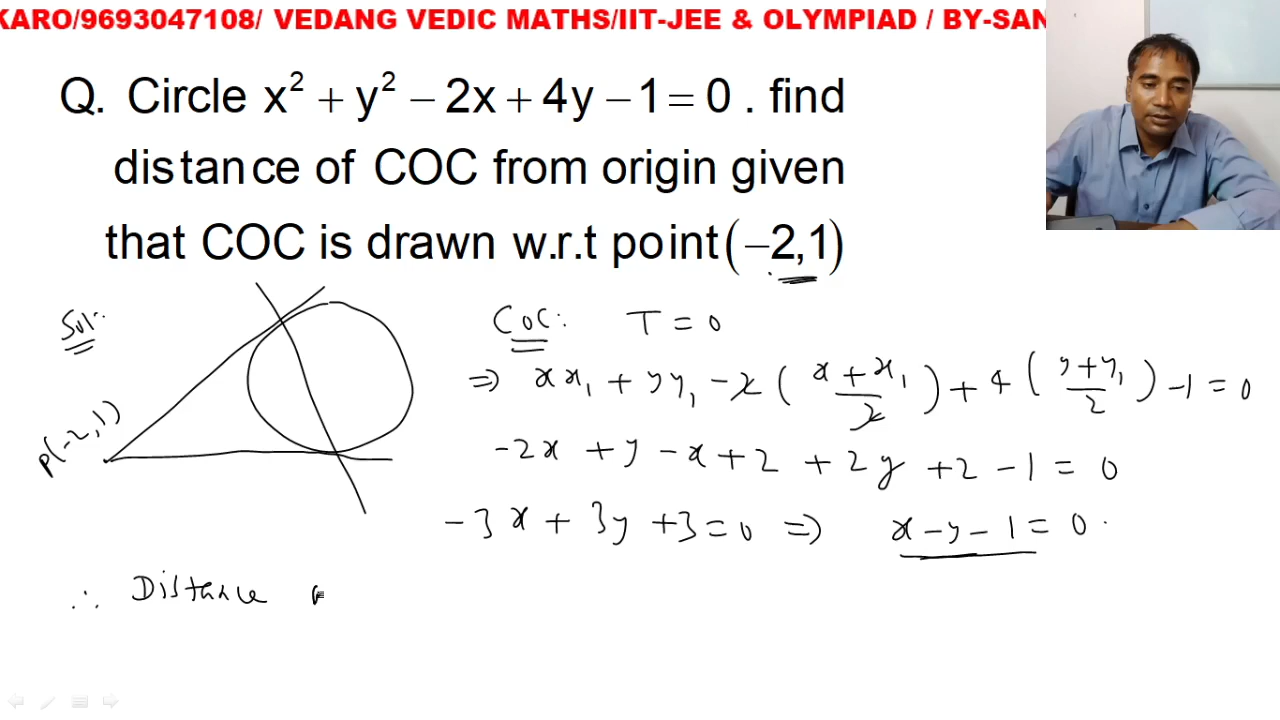 KARO/9693047108/ VEDANG VEDIC MATHS/IIT-JEE & OLYMPIAD / BY-SAN
Q. Circle x² + y² − 2x + 4y − 1 = 0 . find
distance of COC from origin given
that COC is drawn w.r.t point (−2,1)
Sol:
COC: T = 0
⇒ xx₁ + yy₁ − 2(x + x₁/2) + 4(y + y₁/2) − 1 = 0
P(-2, 1)
-2x + y - x + 2 + 2y + 2 - 1 = 0
-3x + 3y + 3 = 0 ⇒ x - y - 1 = 0 .
∴ Distance